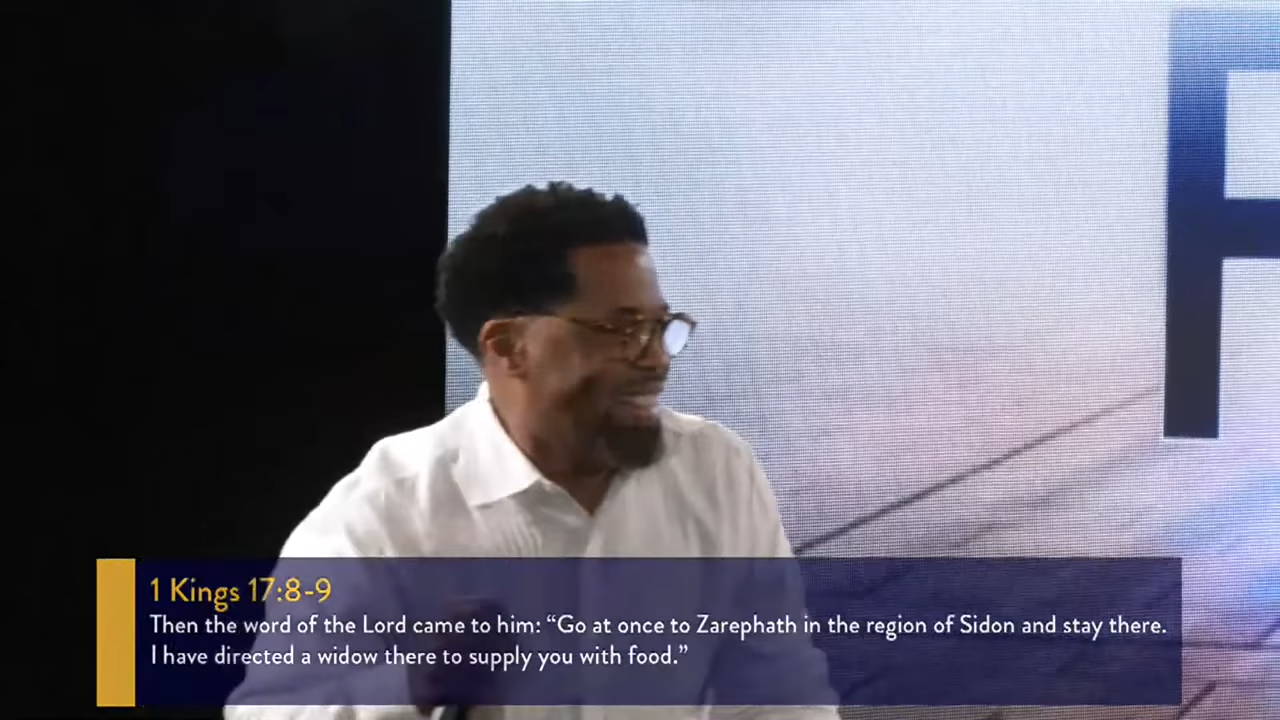 1 Kings 17:8-9
Then the word of the Lord came to him: “Go at once to Zarephath in the region of Sidon and stay there.
I have directed a widow there to supply you with food.”